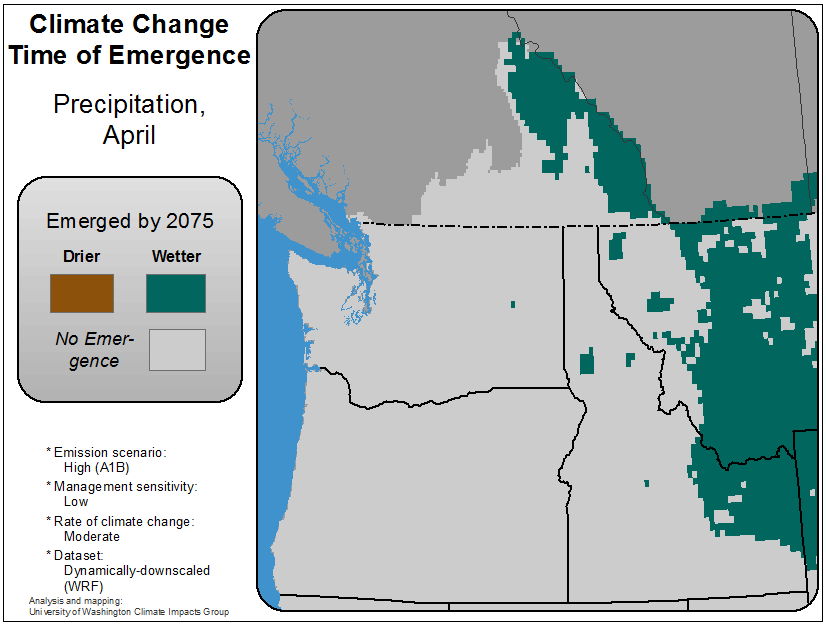 Climate Change
Time of Emergence
Precipitation,
April
Emerged by 2075
Drier
Wetter
No Emer-
gence
* Emission scenario:
High (A1B)
* Management sensitivity:
Low
* Rate of climate change:
Moderate
* Dataset:
Dynamically-downscaled
(WRF)
Analysis and mapping:
University of Washington Climate Impacts Group